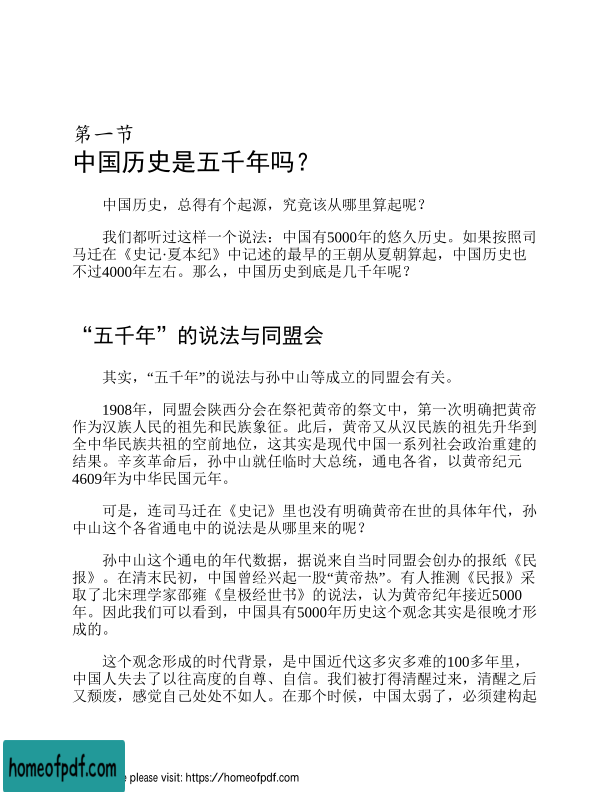 第一节
中国历史是五千年吗？
中国历史，总得有个起源，究竟该从哪里算起呢？
我们都听过这样一个说法：中国有5000年的悠久历史。如果按照司
马迁在《史记·夏本纪》中记述的最早的王朝从夏朝算起，中国历史也
不过4000年左右。那么，中国历史到底是几千年呢？
“五千年”的说法与同盟会
其实，“五千年”的说法与孙中山等成立的同盟会有关。
1908年，同盟会陕西分会在祭祀黄帝的祭文中，第一次明确把黄帝
作为汉族人民的祖先和民族象征。此后，黄帝又从汉民族的祖先升华到
全中华民族共祖的空前地位，这其实是现代中国一系列社会政治重建的
结果。辛亥革命后，孙中山就任临时大总统，通电各省，以黄帝纪元
4609年为中华民国元年。
可是，连司马迁在《史记》里也没有明确黄帝在世的具体年代，孙
中山这个各省通电中的说法是从哪里来的呢？
孙中山这个通电的年代数据，据说来自当时同盟会创办的报纸《民
报》。在清末民初，中国曾经兴起一股“黄帝热”。有人推测《民报》采
取了北宋理学家邵雍《皇极经世书》的说法，认为黄帝纪年接近5000
年。因此我们可以看到，中国具有5000年历史这个观念其实是很晚才形
成的。
这个观念形成的时代背景，是中国近代这多灾多难的100多年里，
中国人失去了以往高度的自尊、自信。我们被打得清醒过来，清醒之后
又颓废，感觉自己处处不如人。在那个时候，中国太弱了，必须建构起
homeofpdf.com
e please visit: https://homeofpdf.com